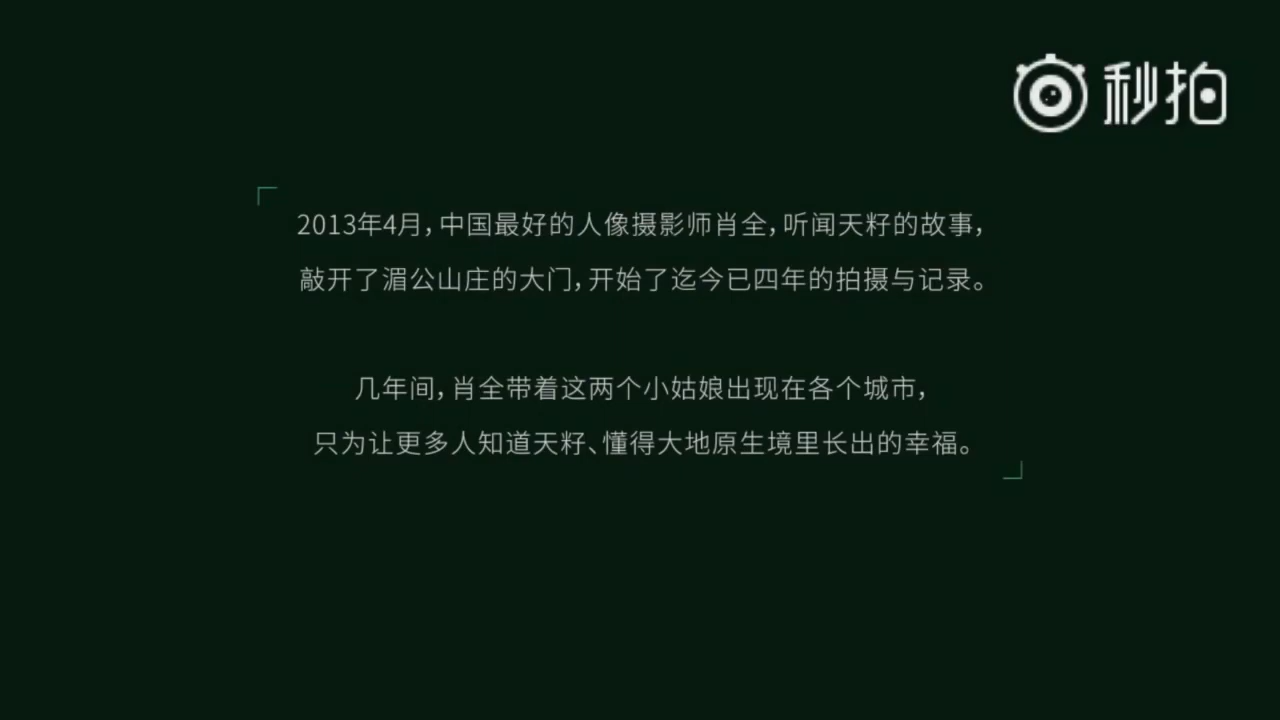 秒拍
2013年4月，中国最好的人像摄影师肖全，听闻天籽的故事，
敲开了湄公山庄的大门，开始了迄今已四年的拍摄与记录。
几年间，肖全带着这两个小姑娘出现在各个城市，
只为让更多人知道天籽、懂得大地原生境里长出的幸福。